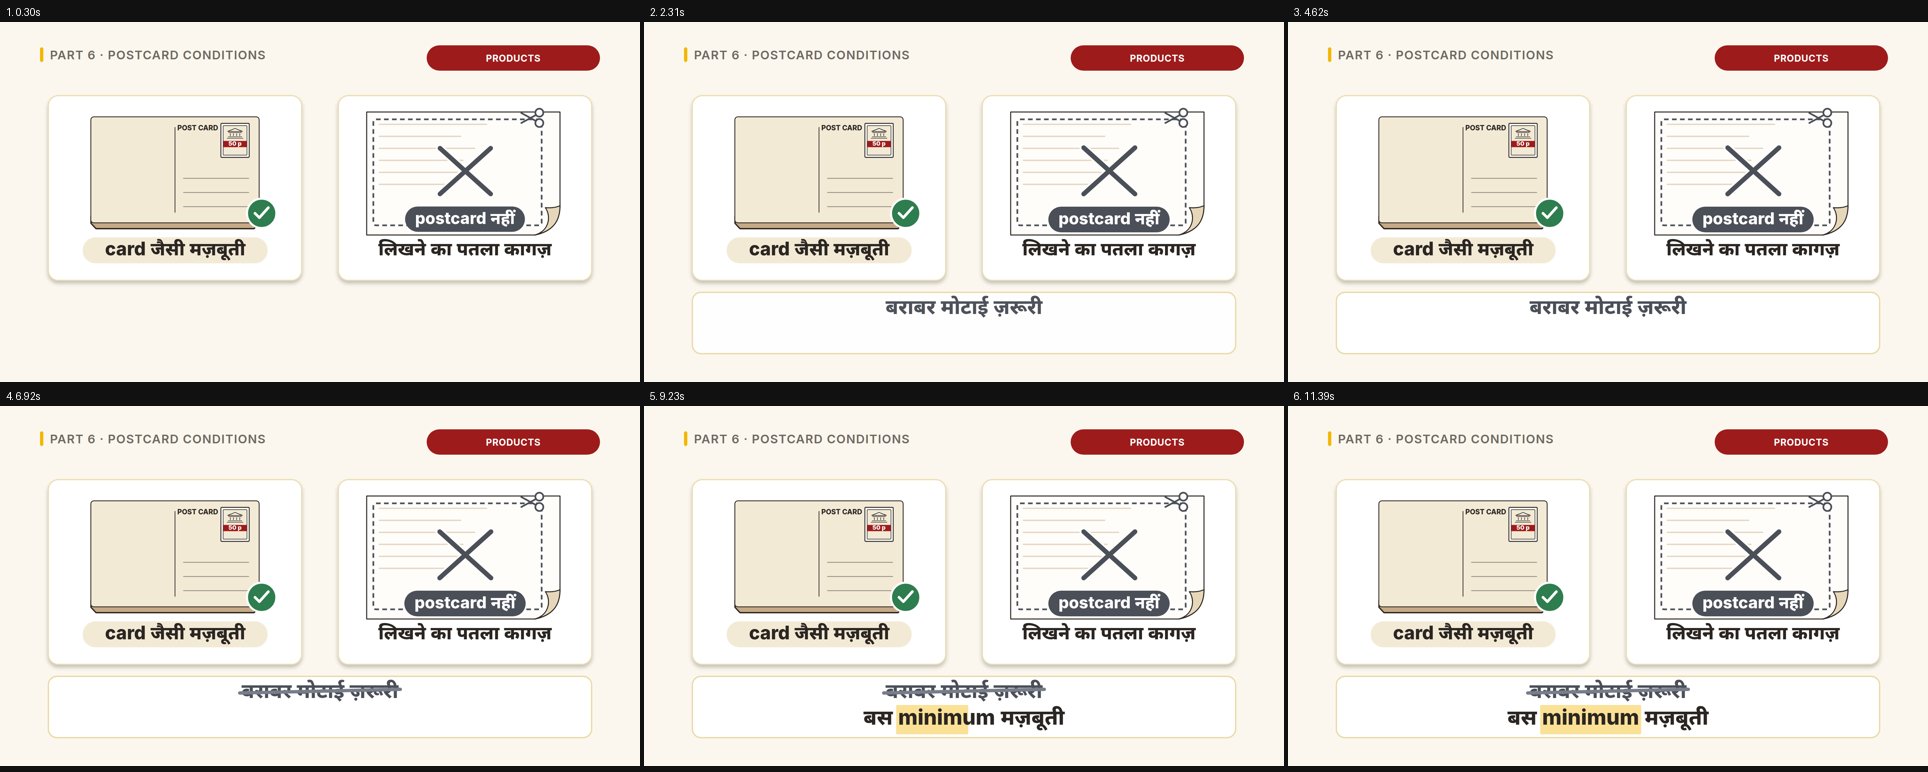 1. 0.30s
PART 6 · POSTCARD CONDITIONS
PRODUCTS
POST CARD
50 p
card जैसी मज़बूती
postcard नहीं
लिखने का पतला कागज़
2. 2.31s
PART 6 · POSTCARD CONDITIONS
PRODUCTS
POST CARD
50 p
card जैसी मज़बूती
postcard नहीं
लिखने का पतला कागज़
बराबर मोटाई ज़रूरी
3. 4.62s
PART 6 · POSTCARD CONDITIONS
PRODUCTS
POST CARD
50 p
card जैसी मज़बूती
postcard नहीं
लिखने का पतला कागज़
बराबर मोटाई ज़रूरी
4. 6.92s
PART 6 · POSTCARD CONDITIONS
PRODUCTS
POST CARD
50 p
card जैसी मज़बूती
postcard नहीं
लिखने का पतला कागज़
बराबर मोटाई ज़रूरी
5. 9.23s
PART 6 · POSTCARD CONDITIONS
PRODUCTS
POST CARD
50 p
card जैसी मज़बूती
postcard नहीं
लिखने का पतला कागज़
बराबर मोटाई ज़रूरी
बस minimum मज़बूती
6. 11.39s
PART 6 · POSTCARD CONDITIONS
PRODUCTS
POST CARD
50 p
card जैसी मज़बूती
postcard नहीं
लिखने का पतला कागज़
बराबर मोटाई ज़रूरी
बस minimum मज़बूती